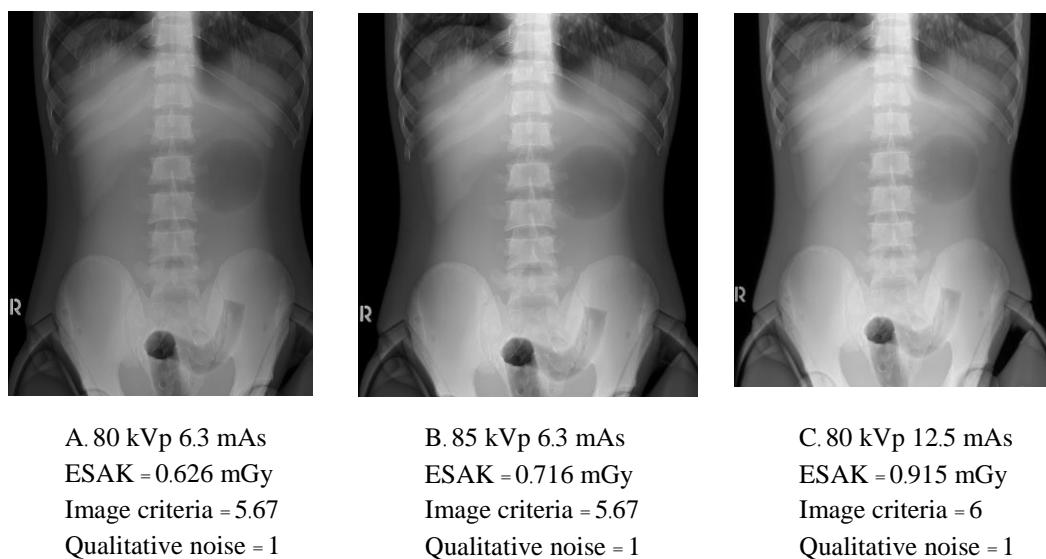 R
R
R
A. 80 kVp 6.3 mAs
ESAK = 0.626 mGy
Image criteria = 5.67
Qualitative noise = 1
B. 85 kVp 6.3 mAs
ESAK = 0.716 mGy
Image criteria = 5.67
Qualitative noise = 1
C. 80 kVp 12.5 mAs
ESAK = 0.915 mGy
Image criteria = 6
Qualitative noise = 1